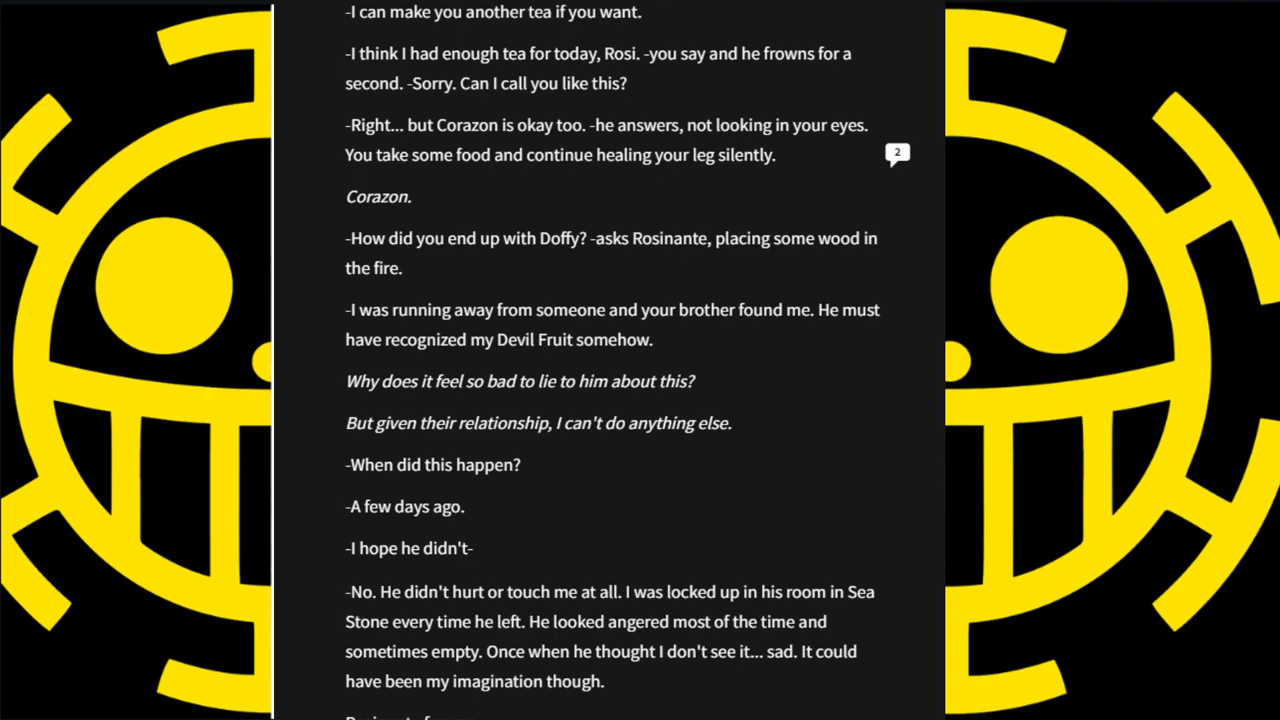 -I can make you another tea if you want.
-I think I had enough tea for today, Rosi. -you say and he frowns for a
second. -Sorry. Can I call you like this?
-Right... but Corazon is okay too. -he answers, not looking in your eyes.
You take some food and continue healing your leg silently.
2
Corazon.
-How did you end up with Doffy? -asks Rosinante, placing some wood in
the fire.
-I was running away from someone and your brother found me. He must
have recognized my Devil Fruit somehow.
Why does it feel so bad to lie to him about this?
But given their relationship, I can't do anything else.
-When did this happen?
-A few days ago.
-I hope he didn't-
-No. He didn't hurt or touch me at all. I was locked up in his room in Sea
Stone every time he left. He looked angered most of the time and
sometimes empty. Once when he thought I don't see it... sad. It could
have been my imagination though.